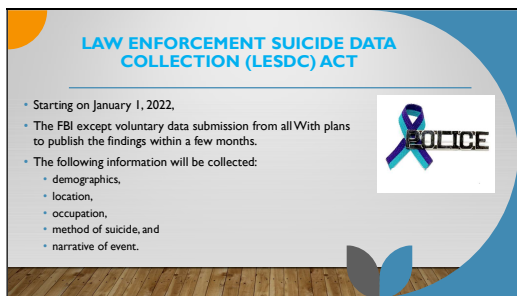 LAW ENFORCEMENT SUICIDE DATA
COLLECTION (LESDC) ACT
• Starting on January 1, 2022,
• The FBI except voluntary data submission from all With plans
to publish the findings within a few months.
• The following information will be collected:
• demographics,
• location,
• occupation,
• method of suicide, and
• narrative of event.
POLICE